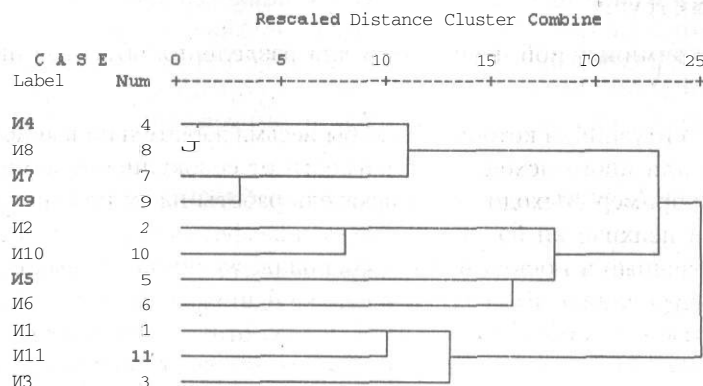 Rescaled Distance Cluster Combine
C A S E 0 5 10 15 ГО 25
Label Num
И4 4
И8 8
И7 7
И9 9
И2 2
И10 10
И5 5
И6 6
И1 1
И11 11
И3 3